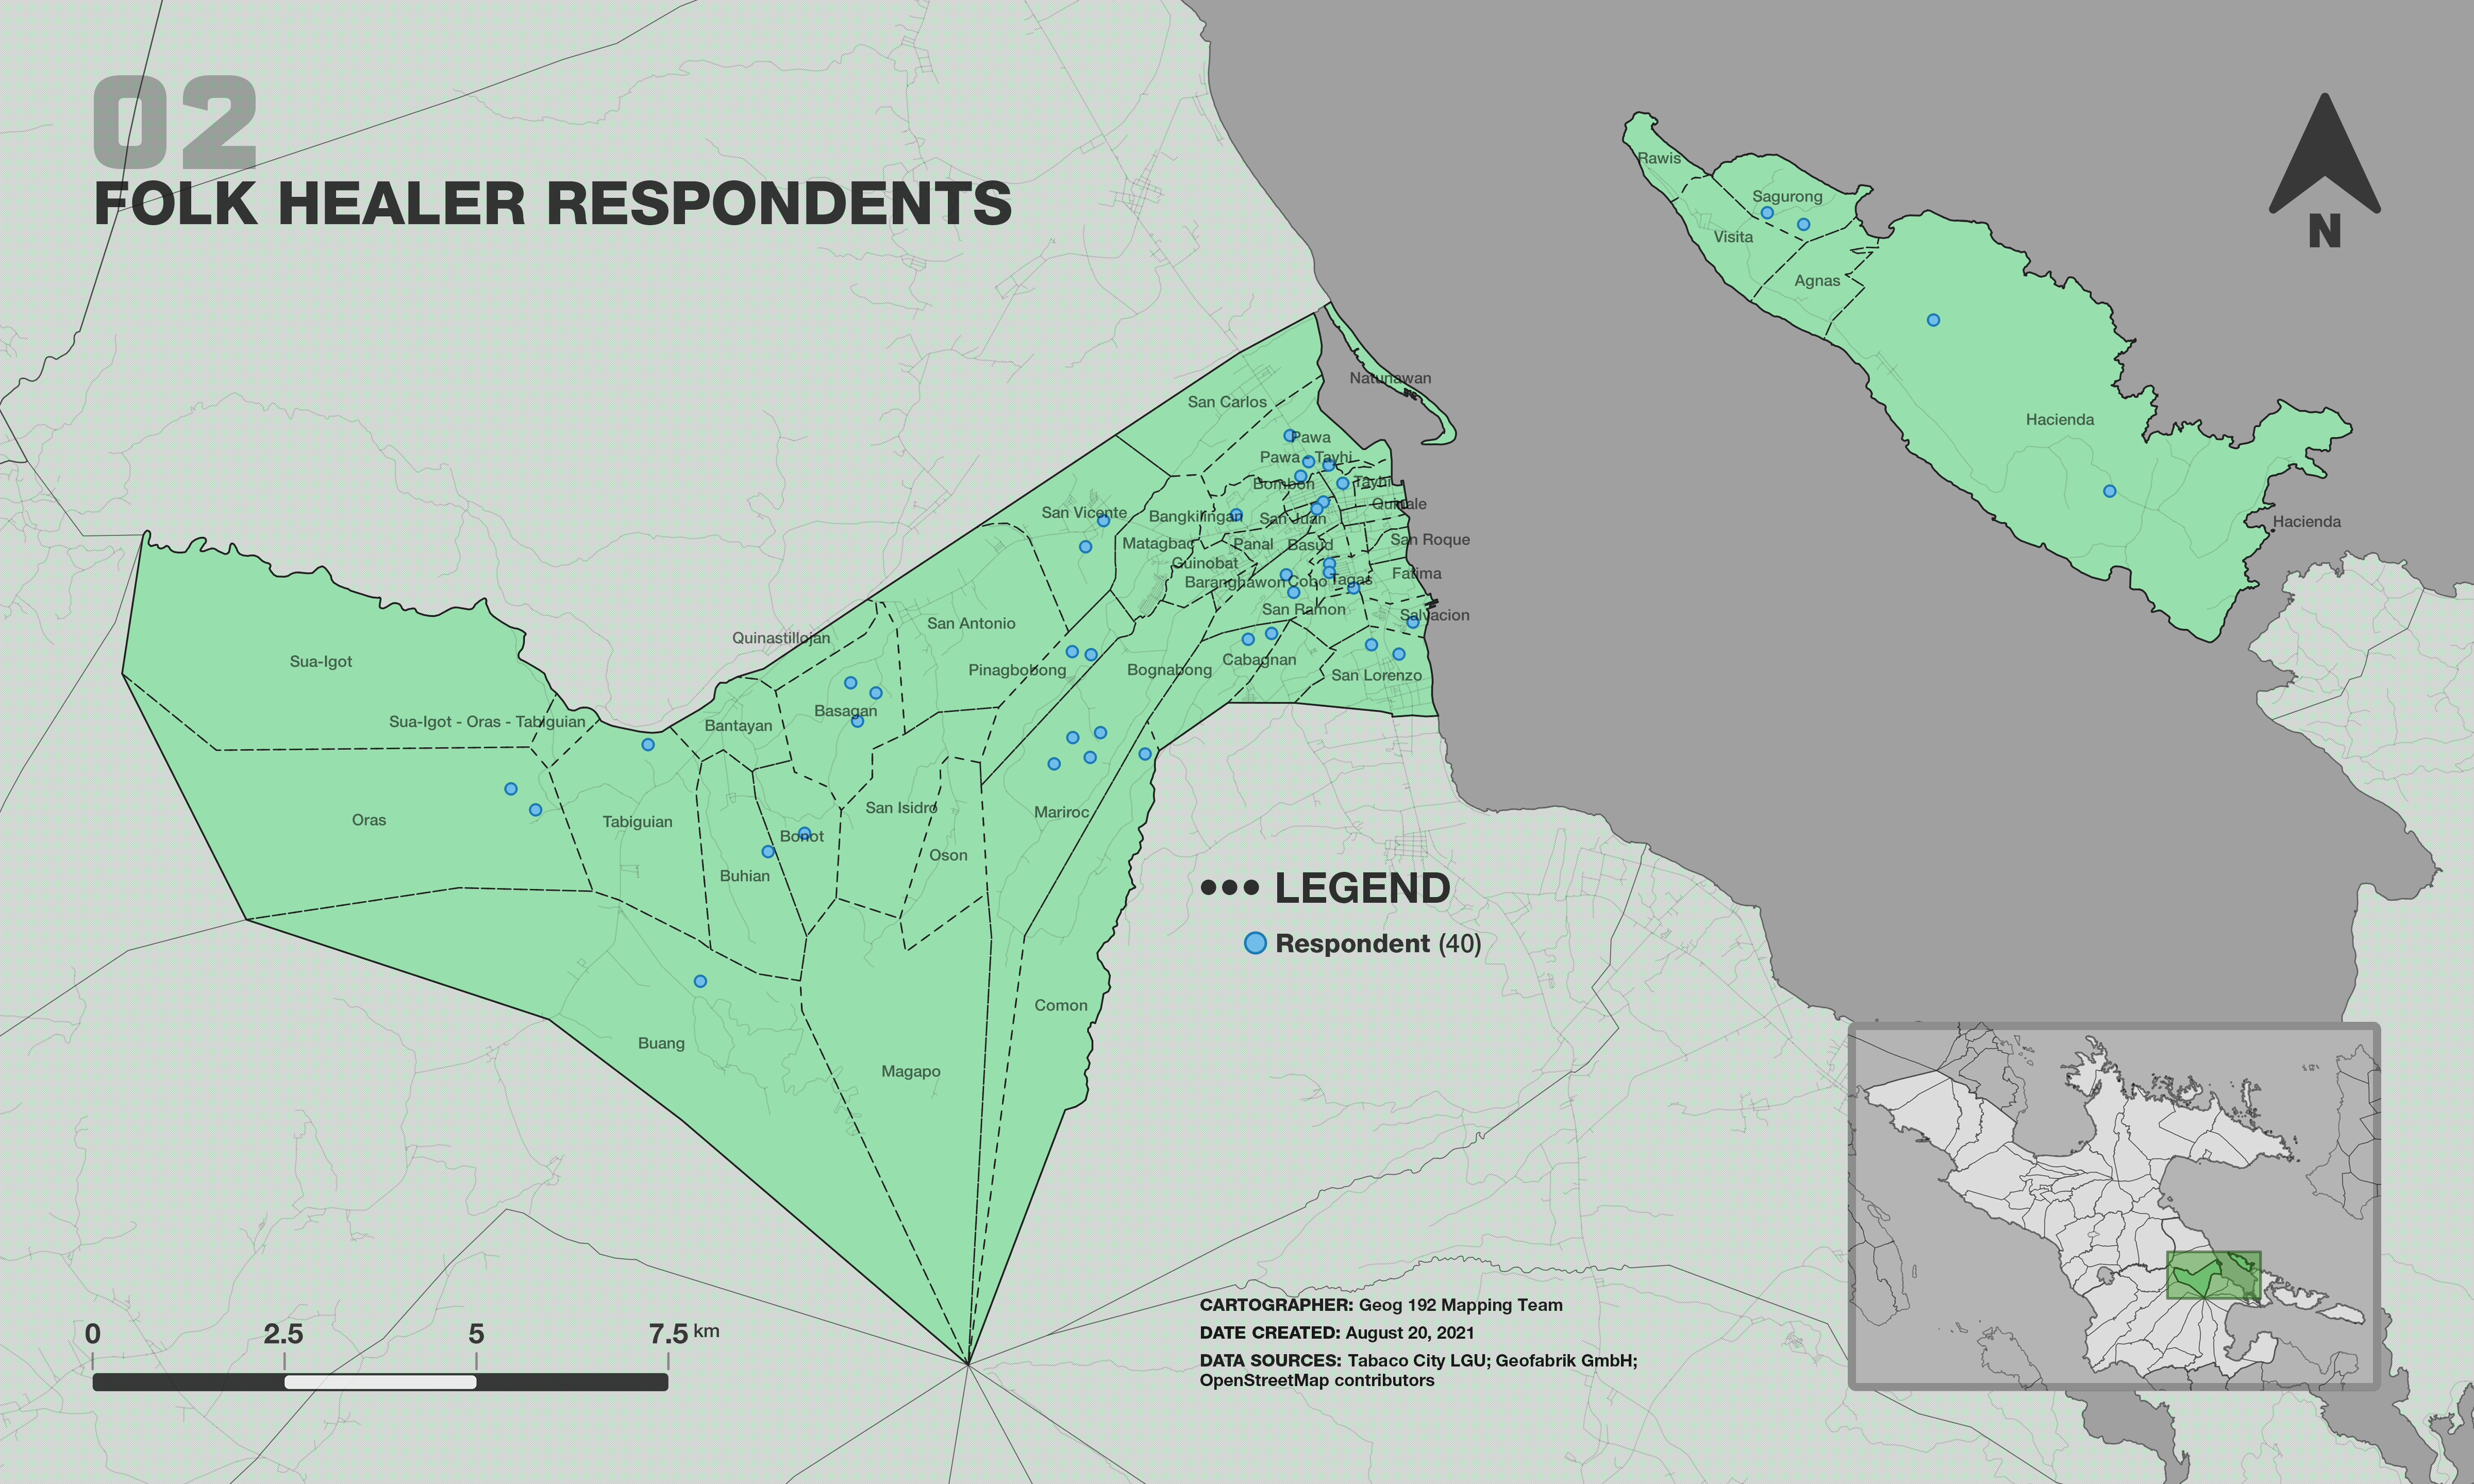 02
FOLK HEALER RESPONDENTS
N
Rawis
Sagurong
Visita
Agnas
Hacienda
Hacienda
Natunawan
San Carlos
Pawa
Pawa - Tayhi
Bombon
Tayhi
Quinale
San Vicente
Bangkilingan
San Juan
Matagbac
Panal
Basud
San Roque
Guinobat
Baranghawon
Cobo
Tagas
Fatima
San Ramon
Salvacion
San Antonio
Quinastillojan
Pinagbobong
Bognabong
Cabagnan
San Lorenzo
Sua-Igot
Sua-Igot - Oras - Tabiguian
Bantayan
Basagan
Oras
Tabiguian
Bonot
San Isidro
Mariroc
Buhian
Oson
Comon
Buang
Magapo
LEGEND
Respondent (40)
0 2.5 5 7.5 km
CARTOGRAPHER: Geog 192 Mapping Team
DATE CREATED: August 20, 2021
DATA SOURCES: Tabaco City LGU; Geofabrik GmbH;
OpenStreetMap contributors